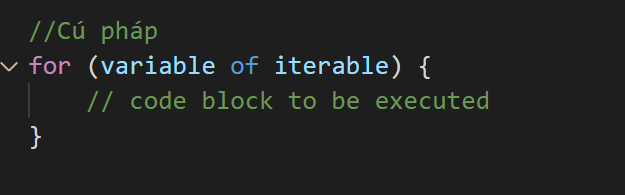 //Cú pháp
for (variable of iterable) {
// code block to be executed
}